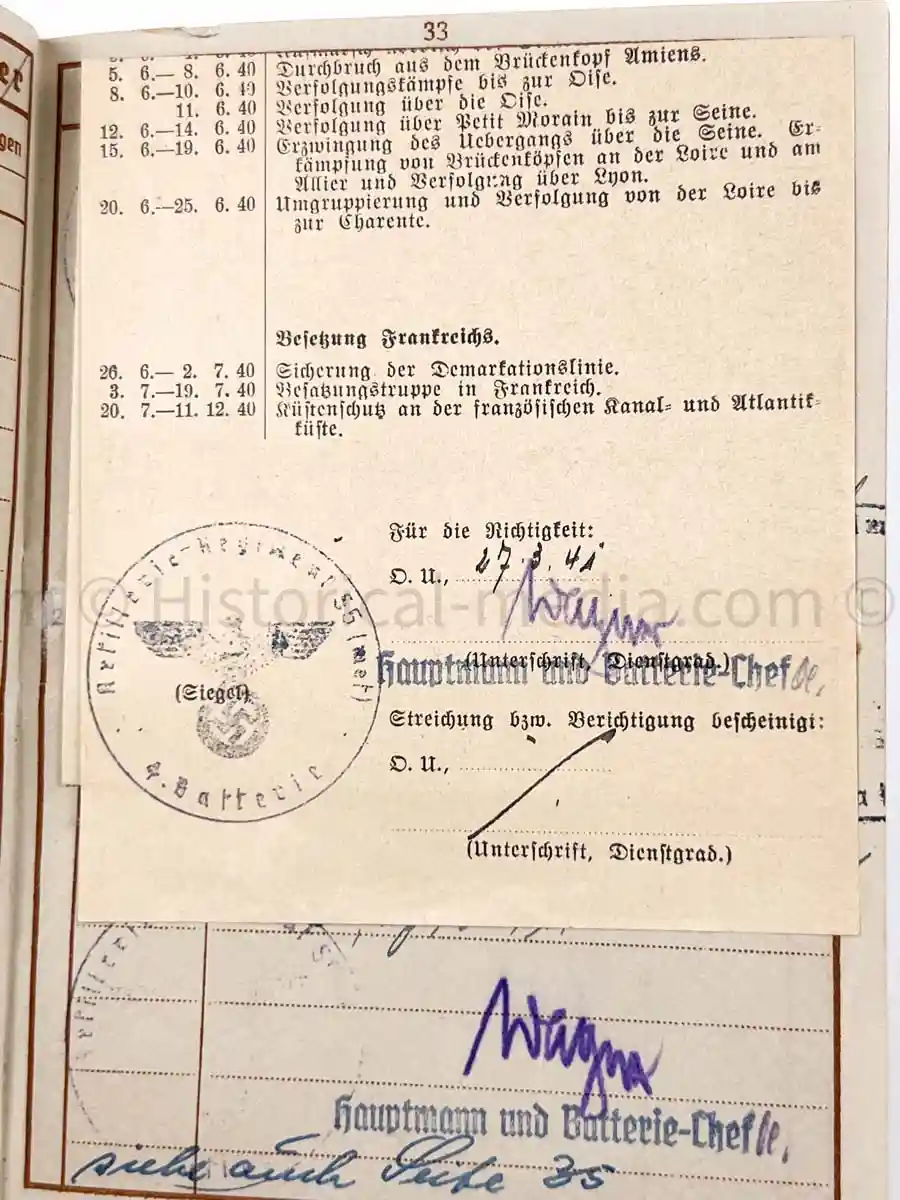 33
5. 6.— 8. 6. 40 Durchbruch aus dem Brückenkopf Amiens.
8. 6.—10. 6. 40 Verfolgungskämpfe bis zur Oise.
11. 6. 40 Verfolgung über die Oise.
12. 6.—14. 6. 40 Verfolgung über Petit Morain bis zur Seine.
15. 6.—19. 6. 40 Erzwingung des Uebergangs über die Seine. Er-
kämpfung von Brückenköpfen an der Loire und am
Allier und Verfolgung über Lyon.
20. 6.—25. 6. 40 Umgruppierung und Verfolgung von der Loire bis
zur Charente.
Besetzung Frankreichs.
26. 6.— 2. 7. 40 Sicherung der Demarkationslinie.
3. 7.—19. 7. 40 Besatzungstruppe in Frankreich.
20. 7.—11. 12. 40 Küstenschutz an der französischen Kanal- und Atlantik-
küste.
Für die Richtigkeit:
O. U., 27.3.41
Wagner
(Unterschrift, Dienstgrad.)
Hauptmann und Batterie-Chef
Artillerie-Regiment
(Siegel)
4. Batterie
Streichung bzw. Berichtigung bescheinigt:
O. U.,
(Unterschrift, Dienstgrad.)
© Historical-media.com ©
Wagner
Hauptmann und Batterie-Chef
siehe auch Seite 35